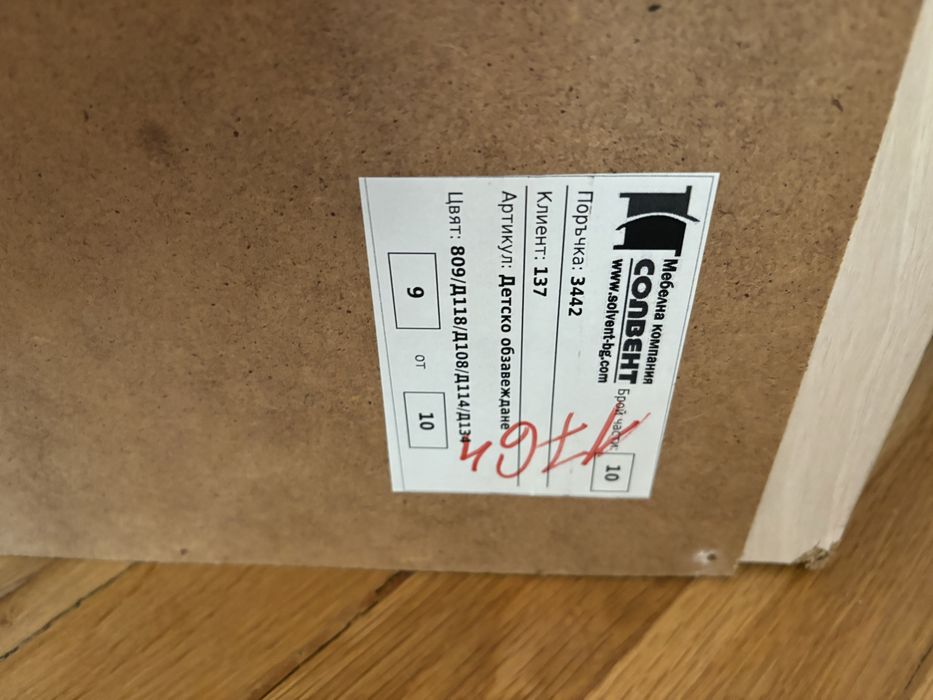 Мебелна компания
СОЛВЕНТ
www.solvent-bg.com
Брой части: 10
Поръчка: 3442
Клиент: 137
Артикул: Детско обзавеждане
Цвят: 809/Д118/Д108/Д114/Д134
9 от 10